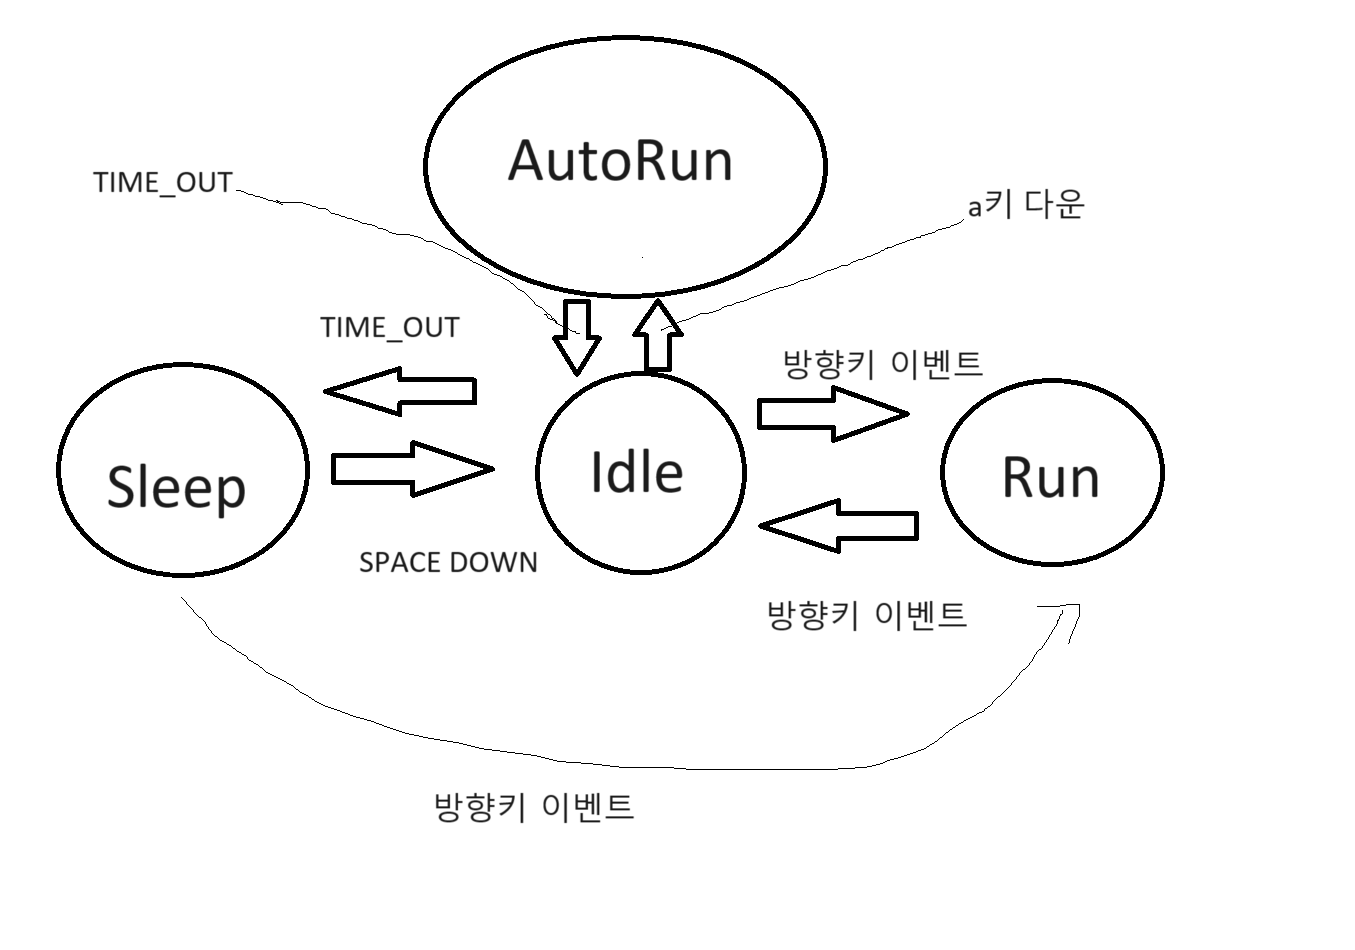 AutoRun
TIME_OUT
a키 다운
TIME_OUT
방향키 이벤트
Sleep
Idle
Run
SPACE DOWN
방향키 이벤트
방향키 이벤트